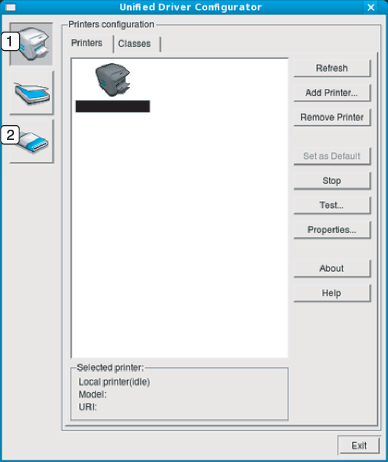 Unified Driver Configurator
Printers configuration
1
Printers
Classes
Refresh
Add Printer...
Remove Printer
2
Set as Default
Stop
Test...
Properties...
About
Help
Selected printer:
Local printer(idle)
Model:
URI:
Exit